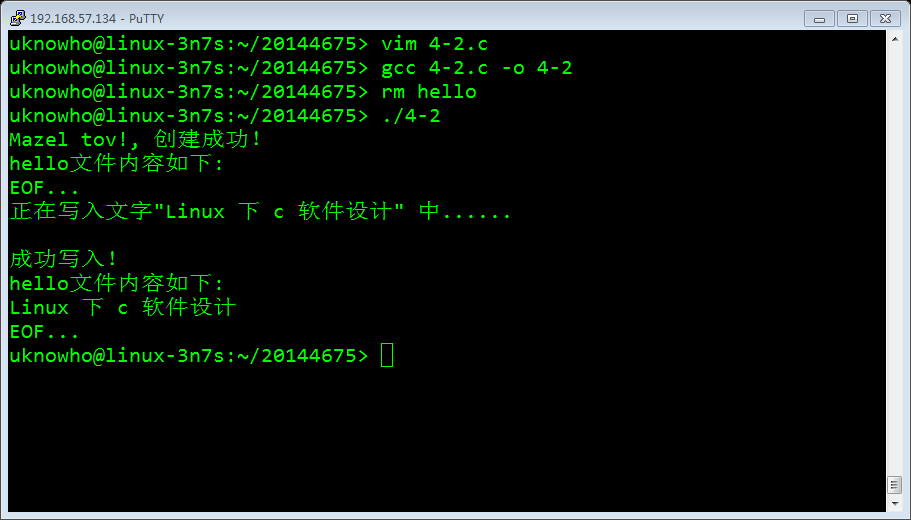 192.168.57.134 - PuTTY
uknowho@linux-3n7s:~/20144675> vim 4-2.c
uknowho@linux-3n7s:~/20144675> gcc 4-2.c -o 4-2
uknowho@linux-3n7s:~/20144675> rm hello
uknowho@linux-3n7s:~/20144675> ./4-2
Mazel tov!, 创建成功!
hello文件内容如下:
EOF...
正在写入文字"Linux 下 c 软件设计" 中......
成功写入!
hello文件内容如下:
Linux 下 c 软件设计
EOF...
uknowho@linux-3n7s:~/20144675>